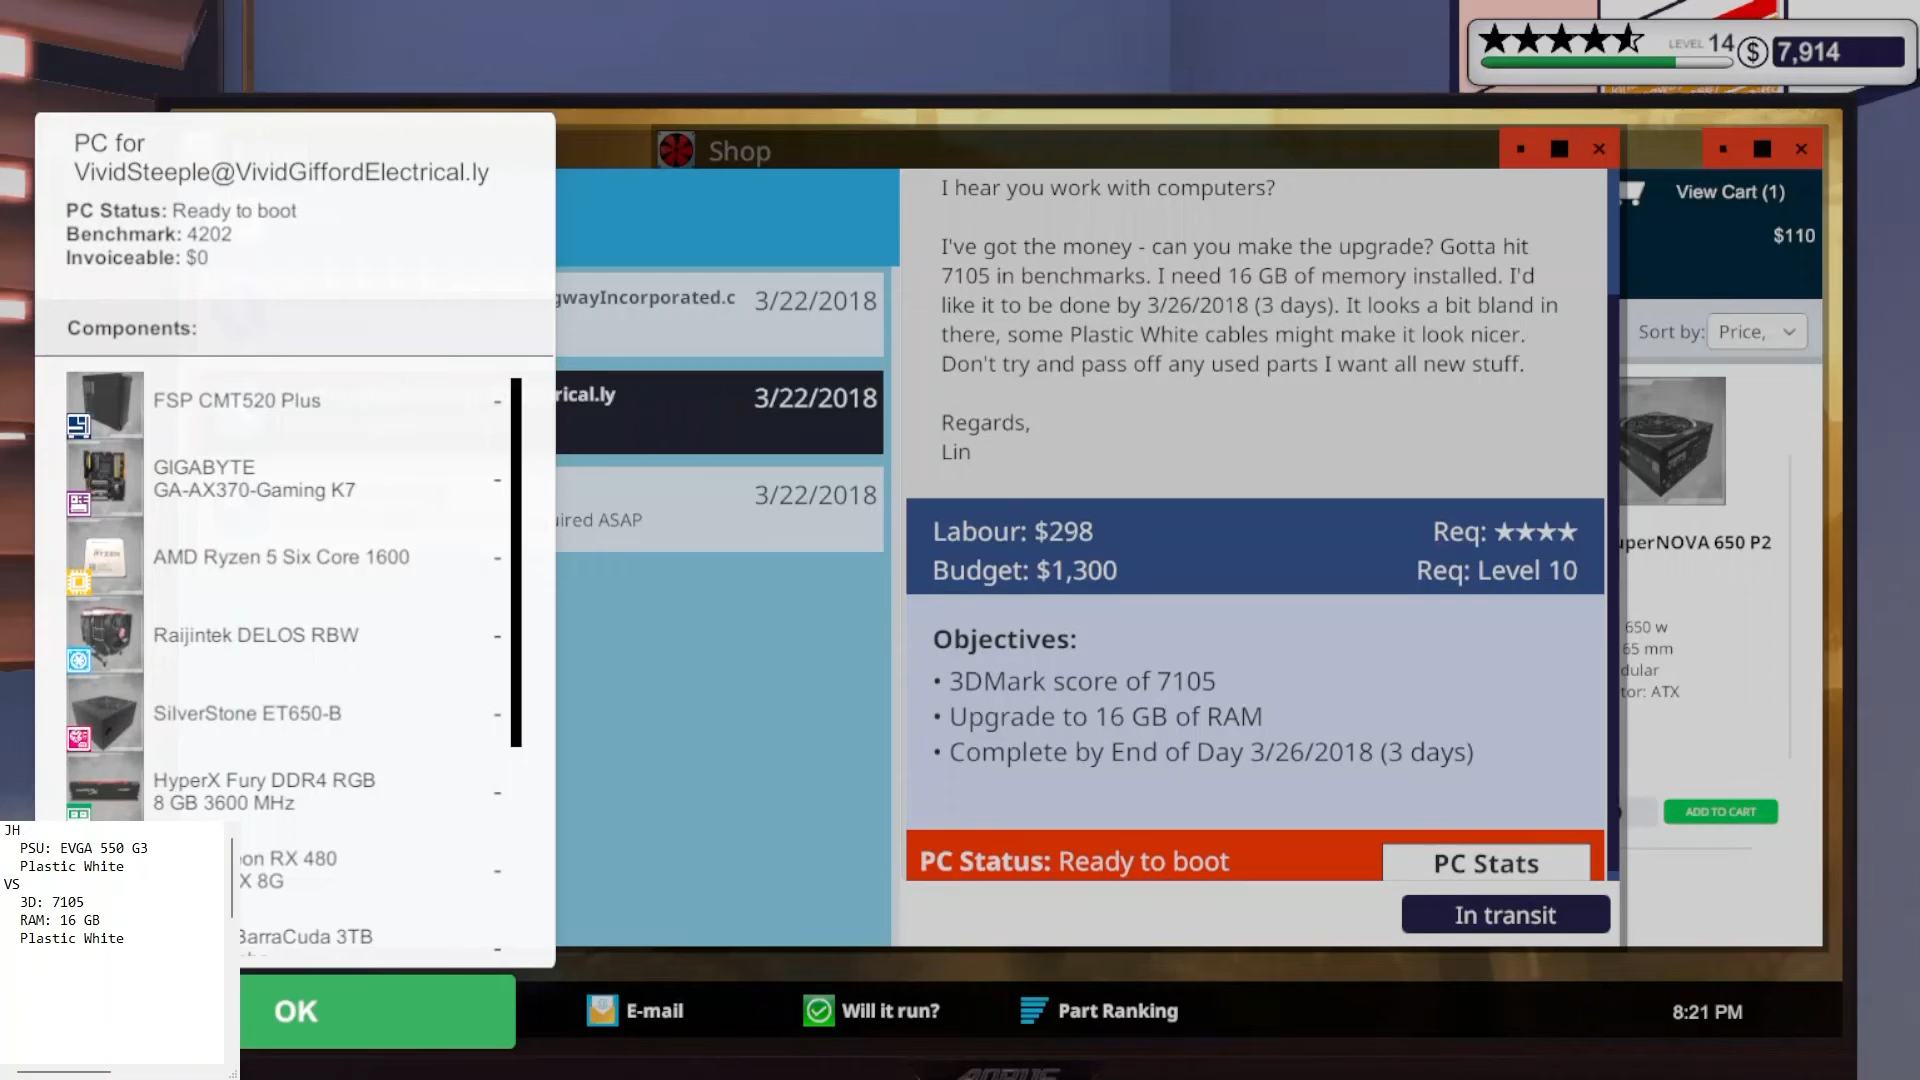 LEVEL 14
$ 7,914
PC for
VividSteeple@VividGiffordElectrical.ly
PC Status: Ready to boot
Benchmark: 4202
Invoiceable: $0
Components:
FSP CMT520 Plus -
GIGABYTE
GA-AX370-Gaming K7 -
AMD Ryzen 5 Six Core 1600 -
Raijintek DELOS RBW -
SilverStone ET650-B -
HyperX Fury DDR4 RGB
8 GB 3600 MHz -
eon RX 480
X 8G -
BarraCuda 3TB -
JH
PSU: EVGA 550 G3
Plastic White
VS
3D: 7105
RAM: 16 GB
Plastic White
OK
Shop
gwayIncorporated.c 3/22/2018
rical.ly 3/22/2018
3/22/2018
uired ASAP
I hear you work with computers?
I've got the money - can you make the upgrade? Gotta hit
7105 in benchmarks. I need 16 GB of memory installed. I'd
like it to be done by 3/26/2018 (3 days). It looks a bit bland in
there, some Plastic White cables might make it look nicer.
Don't try and pass off any used parts I want all new stuff.
Regards,
Lin
Labour: $298 Req: ★★★★
Budget: $1,300 Req: Level 10
Objectives:
• 3DMark score of 7105
• Upgrade to 16 GB of RAM
• Complete by End of Day 3/26/2018 (3 days)
PC Status: Ready to boot PC Stats
In transit
View Cart (1)
$110
Sort by: Price,
uperNOVA 650 P2
650 w
65 mm
dular
tor: ATX
ADD TO CART
E-mail
Will it run?
Part Ranking
8:21 PM
AORUS